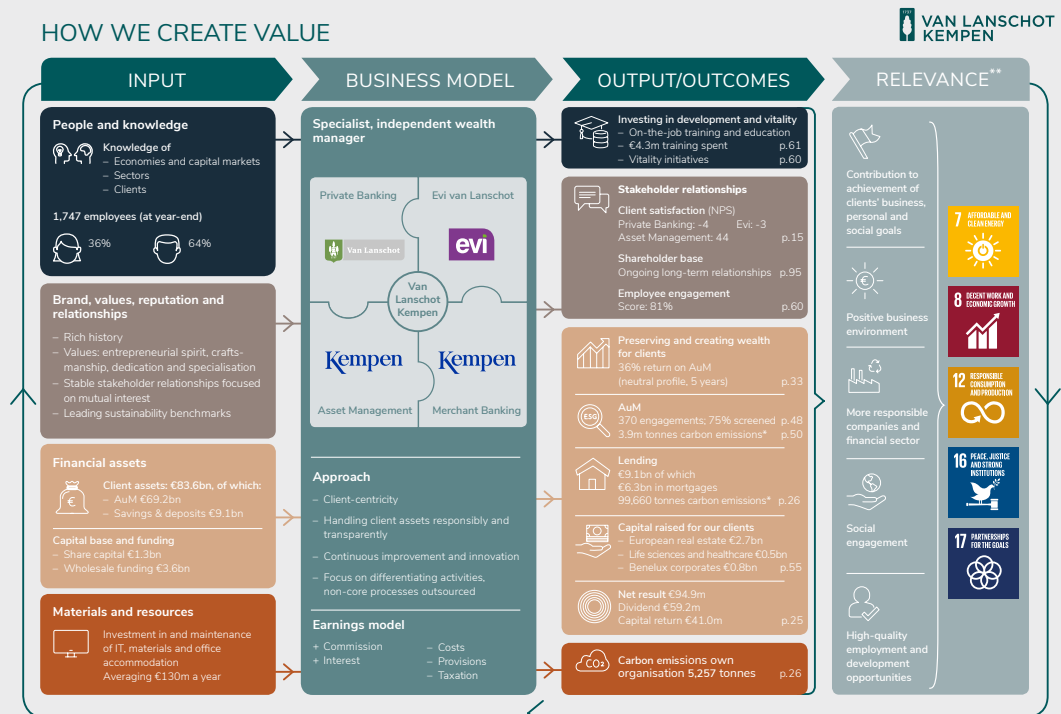 HOW WE CREATE VALUE
1737
VAN LANSCHOT
KEMPEN
INPUT
BUSINESS MODEL
OUTPUT/OUTCOMES
RELEVANCE**
People and knowledge
Knowledge of
– Economies and capital markets
– Sectors
– Clients
1,747 employees (at year-end)
36%
64%
Brand, values, reputation and
relationships
– Rich history
– Values: entrepreneurial spirit, crafts-
manship, dedication and specialisation
– Stable stakeholder relationships focused
on mutual interest
– Leading sustainability benchmarks
Financial assets
€
Client assets: €83.6bn, of which:
– AuM €69.2bn
– Savings & deposits €9.1bn
Capital base and funding
– Share capital €1.3bn
– Wholesale funding €3.6bn
Materials and resources
Investment in and maintenance
of IT, materials and office
accommodation
Averaging €130m a year
Specialist, independent wealth
manager
Private Banking
Evi van Lanschot
Van Lanschot
evi
Van
Lanschot
Kempen
Kempen
Kempen
Asset Management
Merchant Banking
Approach
– Client-centricity
– Handling client assets responsibly and
transparently
– Continuous improvement and innovation
– Focus on differentiating activities,
non-core processes outsourced
Earnings model
+ Commission
+ Interest
– Costs
– Provisions
– Taxation
Investing in development and vitality
– On-the-job training and education
– €4.3m training spent p.61
– Vitality initiatives p.60
Stakeholder relationships
Client satisfaction (NPS)
Private Banking: -4 Evi: -3
Asset Management: 44 p.15
Shareholder base
Ongoing long-term relationships p.95
Employee engagement
Score: 81% p.60
Preserving and creating wealth
for clients
36% return on AuM
(neutral profile, 5 years) p.33
ESG
AuM
370 engagements; 75% screened p.48
3.9m tonnes carbon emissions* p.50
Lending
€9.1bn of which
€6.3bn in mortgages
99,660 tonnes carbon emissions* p.26
Capital raised for our clients
– European real estate €2.7bn
– Life sciences and healthcare €0.5bn
– Benelux corporates €0.8bn p.55
Net result €94.9m
Dividend €59.2m
Capital return €41.0m p.25
CO2
Carbon emissions own
organisation 5,257 tonnes p.26
Contribution to
achievement of
clients' business,
personal and
social goals
€
Positive business
environment
More responsible
companies and
financial sector
Social
engagement
High-quality
employment and
development
opportunities
7 AFFORDABLE AND
CLEAN ENERGY
8 DECENT WORK AND
ECONOMIC GROWTH
12 RESPONSIBLE
CONSUMPTION
AND PRODUCTION
16 PEACE, JUSTICE
AND STRONG
INSTITUTIONS
17 PARTNERSHIPS
FOR THE GOALS